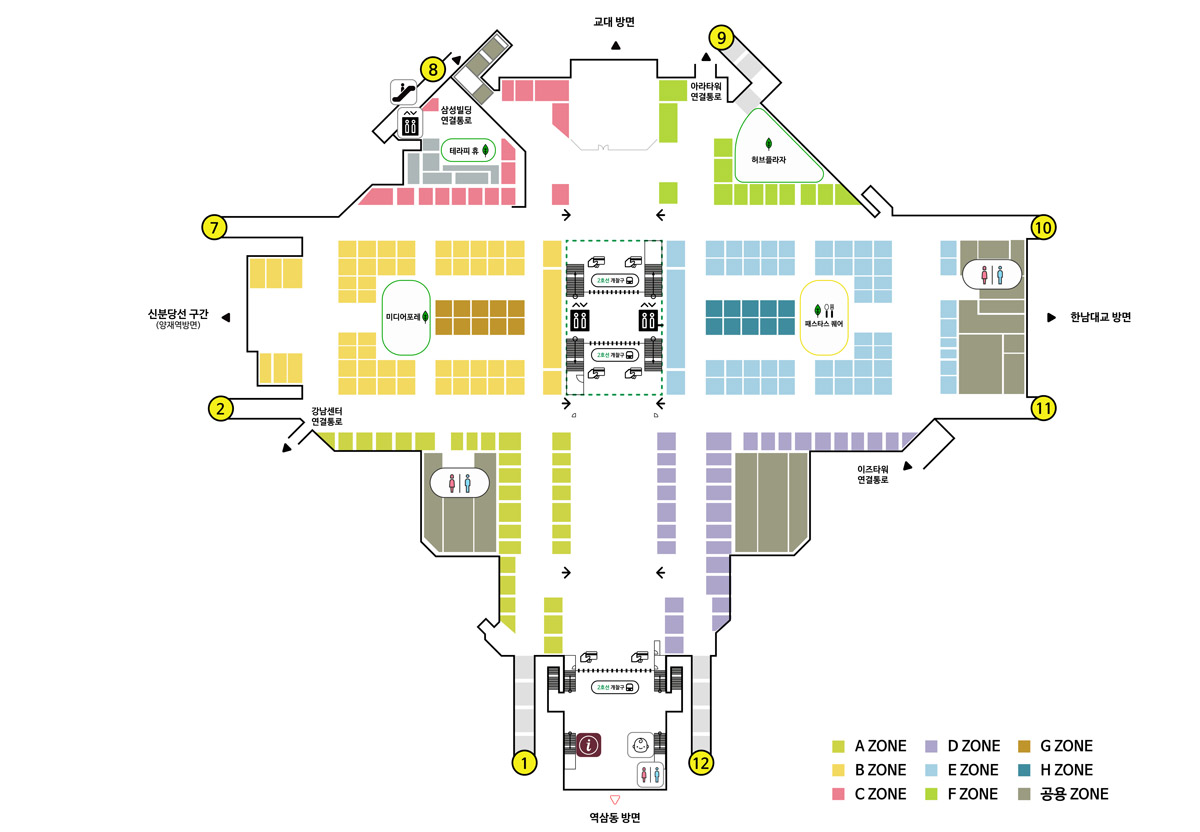 교대 방면
9
8
아라타워
연결통로
삼성빌딩
연결통로
테라피 휴
허브플라자
7
10
2호선 개찰구
미디어포레
패스타스 퀘어
신분당선 구간
(양재역방면)
한남대교 방면
2호선 개찰구
2
11
강남센터
연결통로
이즈타워
연결통로
2호선 개찰구
i
1
12
역삼동 방면
A ZONE
D ZONE
G ZONE
B ZONE
E ZONE
H ZONE
C ZONE
F ZONE
공용 ZONE